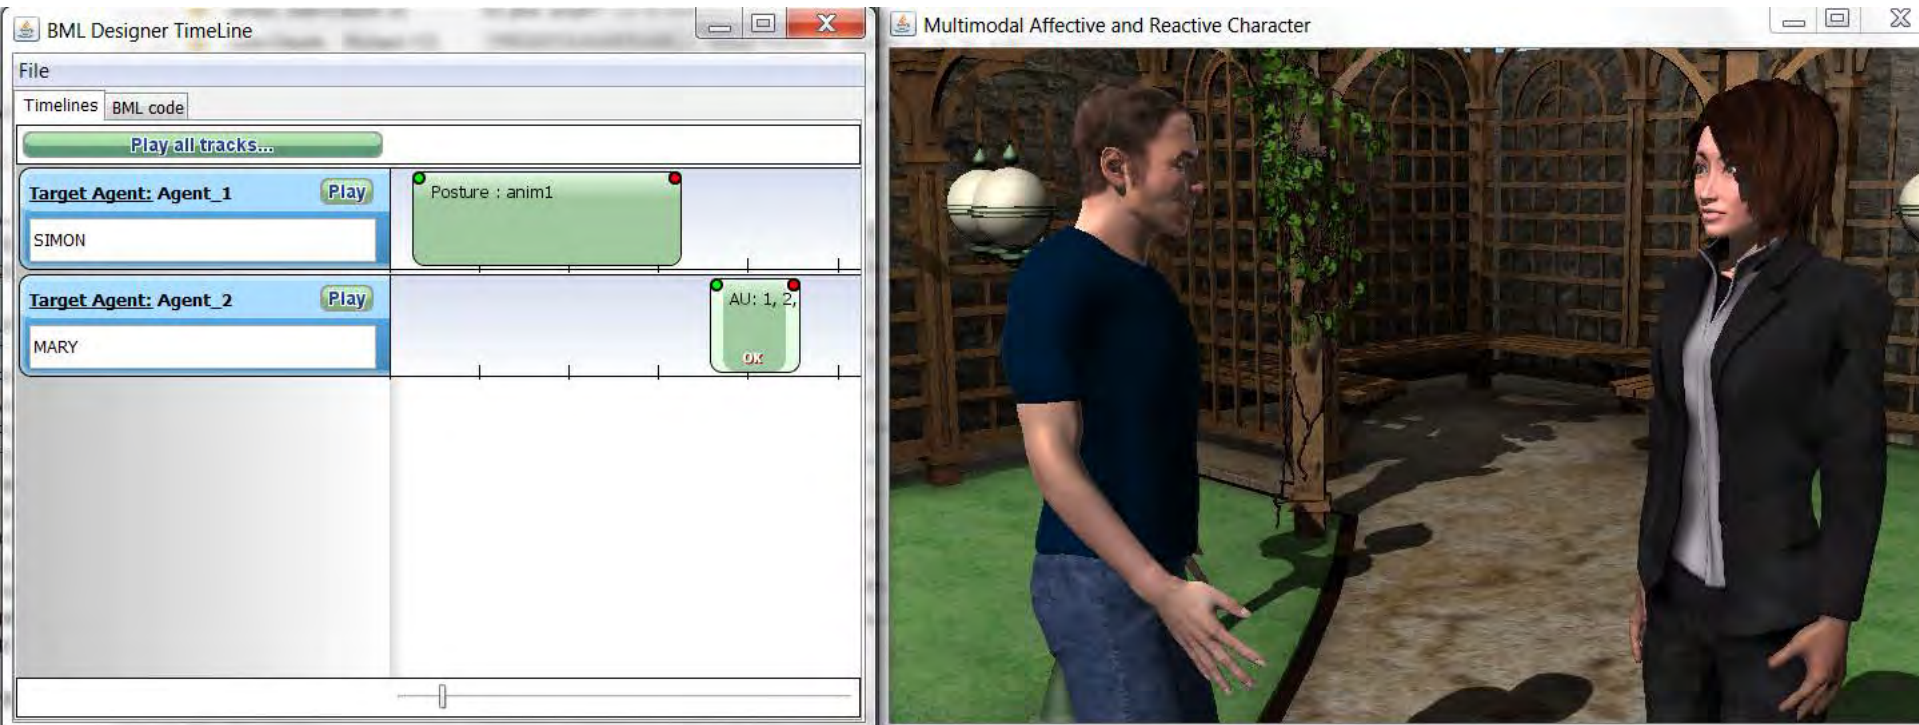 BML Designer TimeLine
File
Timelines BML code
Play all tracks...
Target Agent: Agent_1 Play
SIMON
Posture : anim1
Target Agent: Agent_2 Play
MARY
AU: 1, 2,
OK
Multimodal Affective and Reactive Character